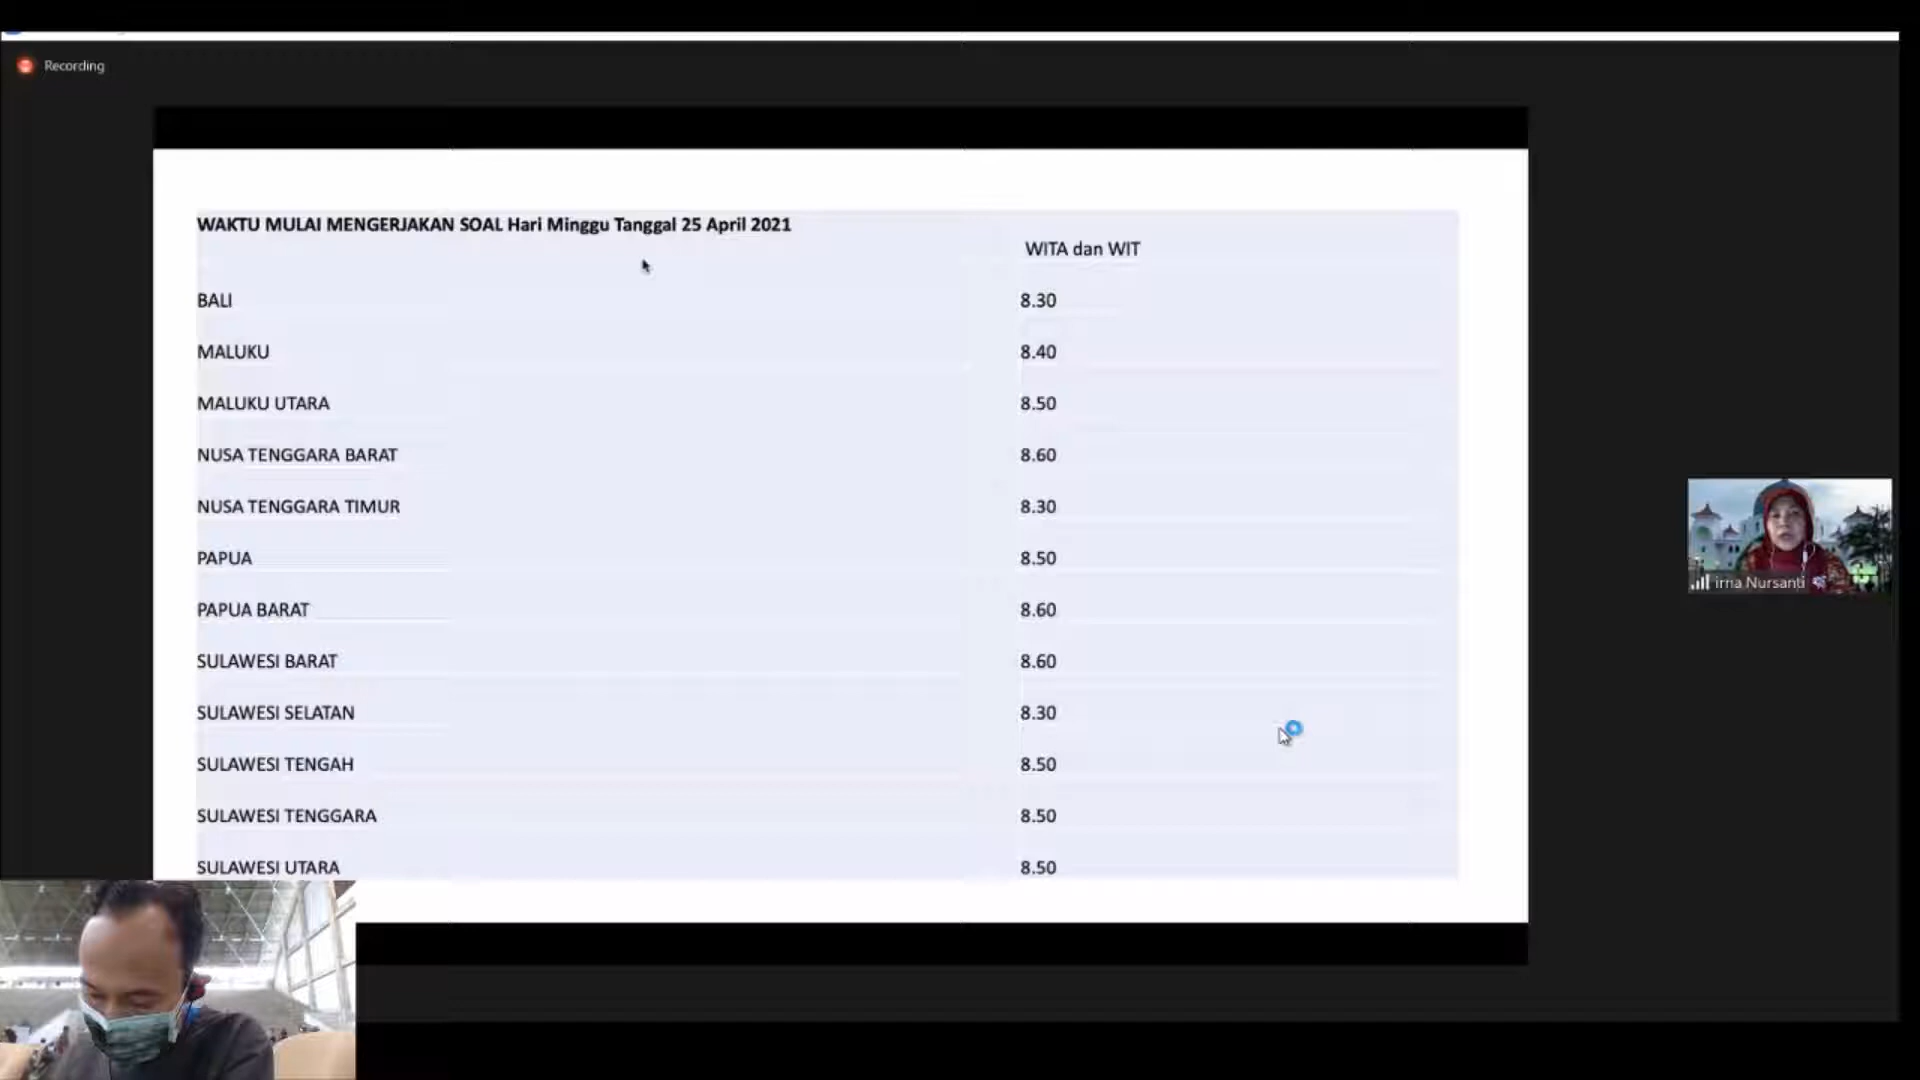 Recording
WAKTU MULAI MENGERJAKAN SOAL Hari Minggu Tanggal 25 April 2021
WITA dan WIT
BALI 8.30
MALUKU 8.40
MALUKU UTARA 8.50
NUSA TENGGARA BARAT 8.60
NUSA TENGGARA TIMUR 8.30
PAPUA 8.50
PAPUA BARAT 8.60
SULAWESI BARAT 8.60
SULAWESI SELATAN 8.30
SULAWESI TENGAH 8.50
SULAWESI TENGGARA 8.50
SULAWESI UTARA 8.50
irna Nursanti